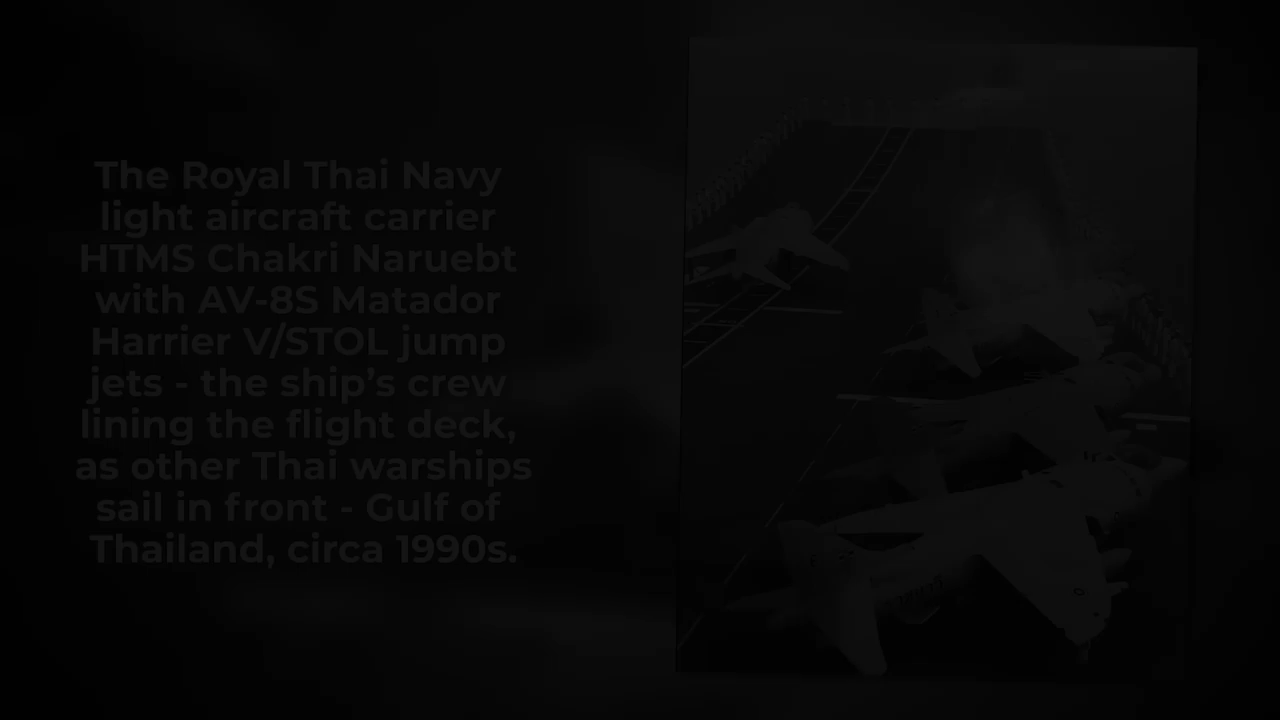 The Royal Thai Navy
light aircraft carrier
HTMS Chakri Naruebt
with AV-8S Matador
Harrier V/STOL jump
jets - the ship’s crew
lining the flight deck,
as other Thai warships
sail in front - Gulf of
Thailand, circa 1990s.